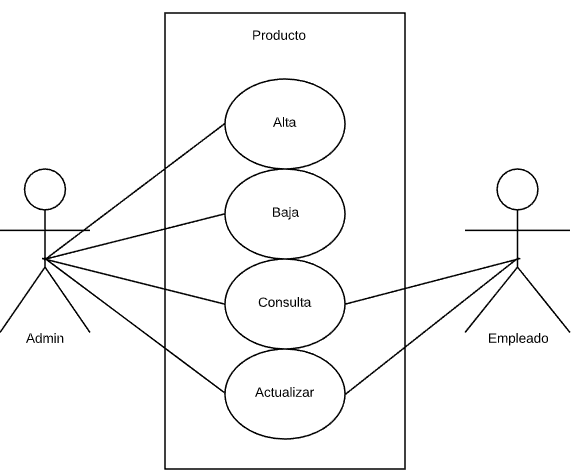 Producto
Alta
Baja
Consulta
Actualizar
Admin
Empleado